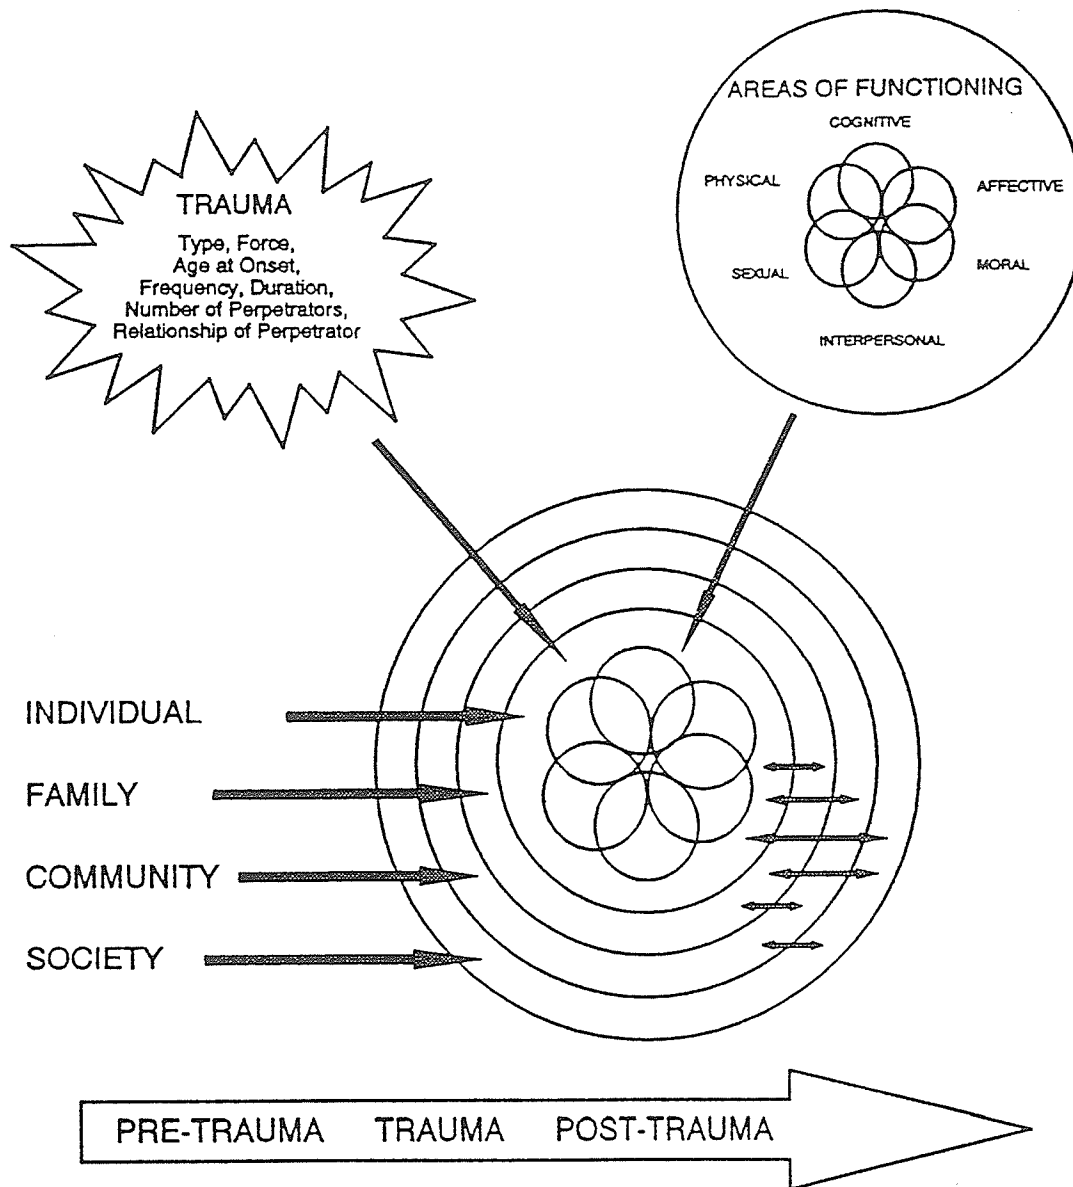 AREAS OF FUNCTIONING
COGNITIVE
PHYSICAL
AFFECTIVE
SEXUAL
MORAL
INTERPERSONAL
TRAUMA
Type, Force,
Age at Onset,
Frequency, Duration,
Number of Perpetrators,
Relationship of Perpetrator
INDIVIDUAL
FAMILY
COMMUNITY
SOCIETY
PRE-TRAUMA TRAUMA POST-TRAUMA